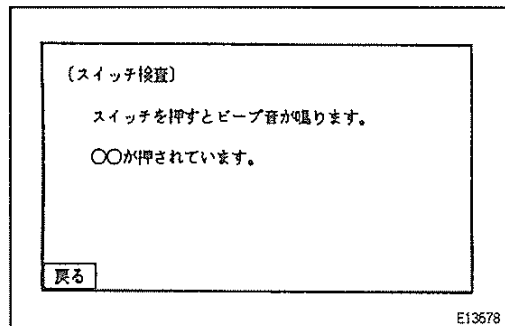 〔スイッチ検査〕
スイッチを押すとビープ音が鳴ります。
○○が押されています。
戻る
E13678